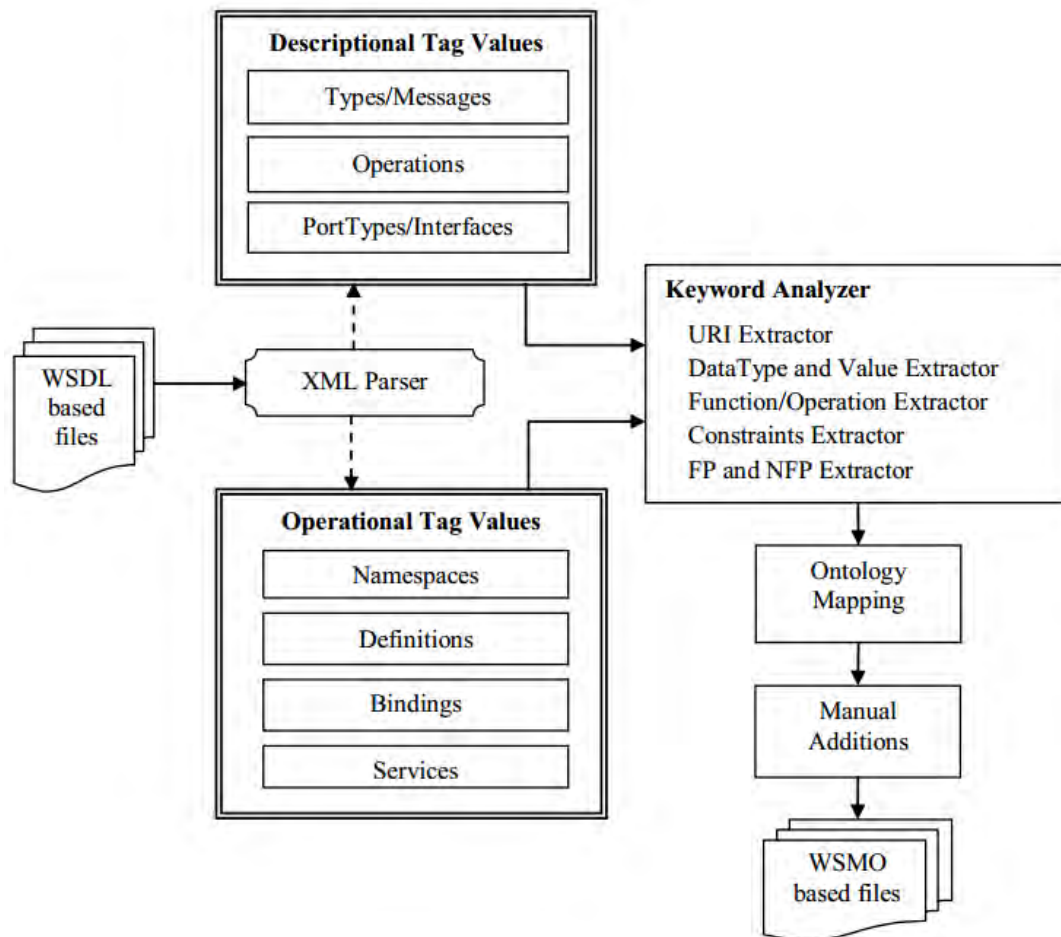 Descriptional Tag Values
Types/Messages
Operations
PortTypes/Interfaces
WSDL
based
files
XML Parser
Operational Tag Values
Namespaces
Definitions
Bindings
Services
Keyword Analyzer
URI Extractor
DataType and Value Extractor
Function/Operation Extractor
Constraints Extractor
FP and NFP Extractor
Ontology
Mapping
Manual
Additions
WSMO
based files